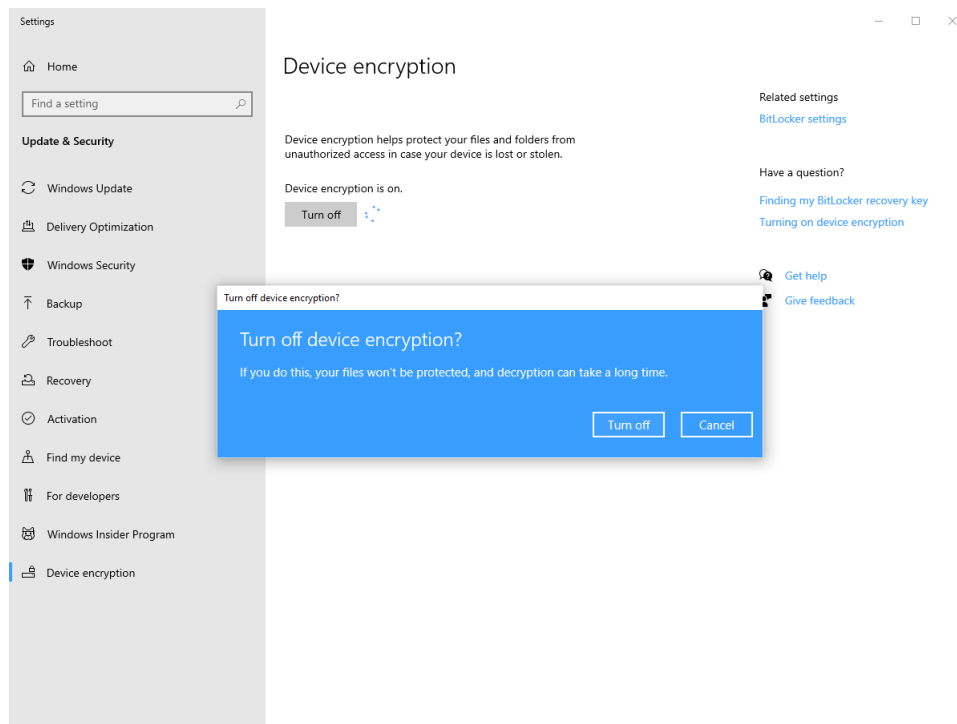 Settings
Home
Find a setting
Update & Security
Windows Update
Delivery Optimization
Windows Security
Backup
Troubleshoot
Recovery
Activation
Find my device
For developers
Windows Insider Program
Device encryption
Device encryption
Device encryption helps protect your files and folders from
unauthorized access in case your device is lost or stolen.
Device encryption is on.
Turn off
Related settings
BitLocker settings
Have a question?
Finding my BitLocker recovery key
Turning on device encryption
Get help
Give feedback
Turn off device encryption?
Turn off device encryption?
If you do this, your files won't be protected, and decryption can take a long time.
Turn off
Cancel